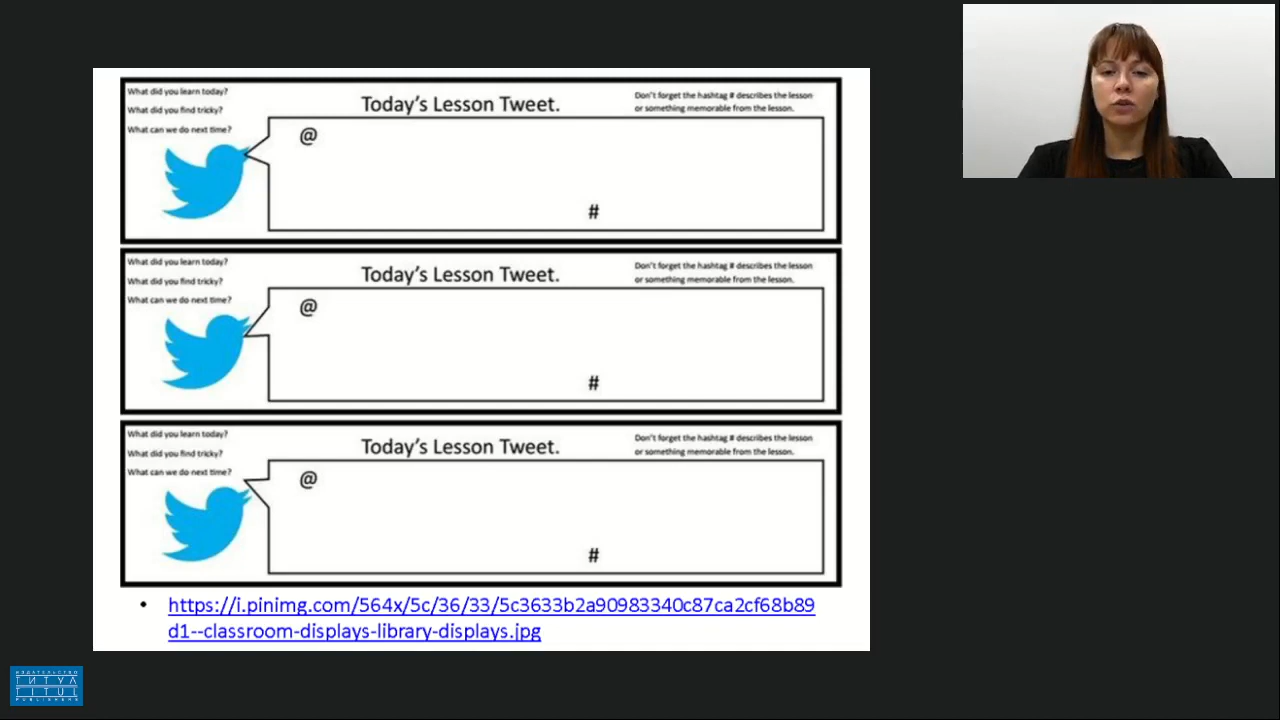 What did you learn today?
What did you find tricky?
What can we do next time?
Today's Lesson Tweet.
Don't forget the hashtag # describes the lesson
or something memorable from the lesson.
@
#
What did you learn today?
What did you find tricky?
What can we do next time?
Today's Lesson Tweet.
Don't forget the hashtag # describes the lesson
or something memorable from the lesson.
@
#
What did you learn today?
What did you find tricky?
What can we do next time?
Today's Lesson Tweet.
Don't forget the hashtag # describes the lesson
or something memorable from the lesson.
@
#
• https://i.pinimg.com/564x/5c/36/33/5c3633b2a90983340c87ca2cf68b89
d1--classroom-displays-library-displays.jpg
ИЗДАТЕЛЬСТВО
ТИТУЛ
TITUL
PUBLISHERS